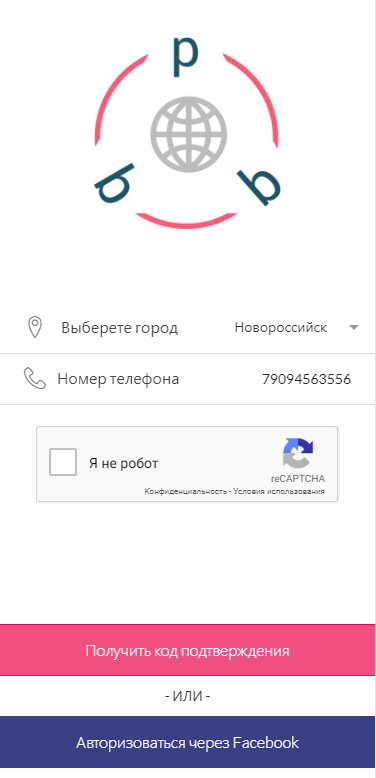 p
b
q
Выберете город Новороссийск
Номер телефона 79094563556
Я не робот
reCAPTCHA
Конфиденциальность - Условия использования
Получить код подтверждения
- ИЛИ -
Авторизоваться через Facebook